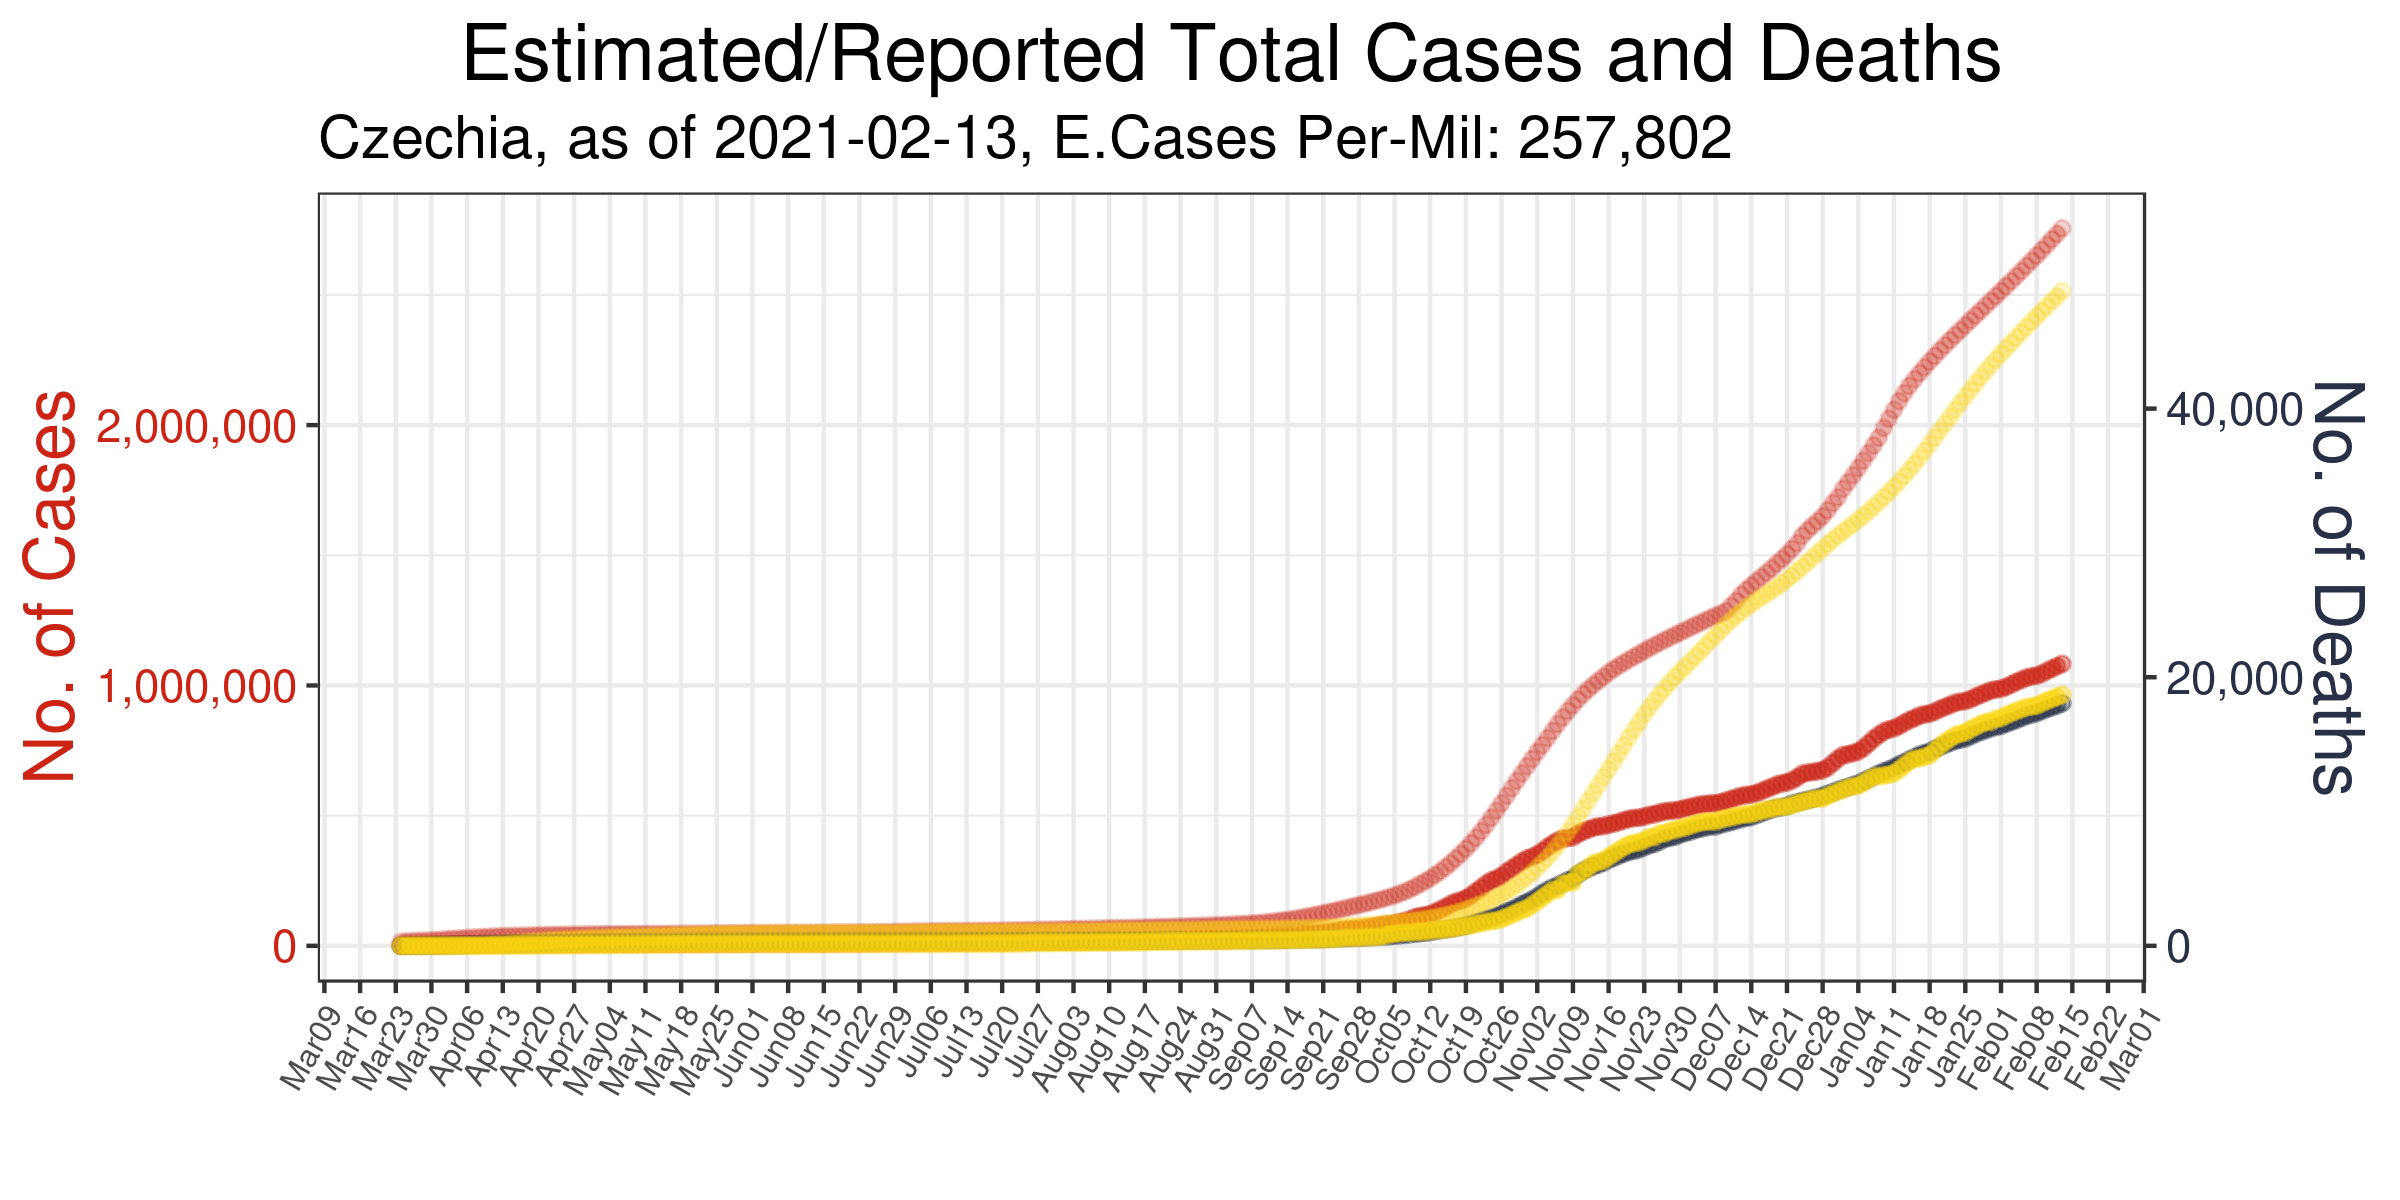 Estimated/Reported Total Cases and Deaths
Czechia, as of 2021-02-13, E.Cases Per-Mil: 257,802
No. of Cases
2,000,000
1,000,000
0
40,000
20,000
0
No. of Deaths
Mar09
Mar16
Mar23
Mar30
Apr06
Apr13
Apr20
Apr27
May04
May11
May18
May25
Jun01
Jun08
Jun15
Jun22
Jun29
Jul06
Jul13
Jul20
Jul27
Aug03
Aug10
Aug17
Aug24
Aug31
Sep07
Sep14
Sep21
Sep28
Oct05
Oct12
Oct19
Oct26
Nov02
Nov09
Nov16
Nov23
Nov30
Dec07
Dec14
Dec21
Dec28
Jan04
Jan11
Jan18
Jan25
Feb01
Feb08
Feb15
Feb22
Mar01